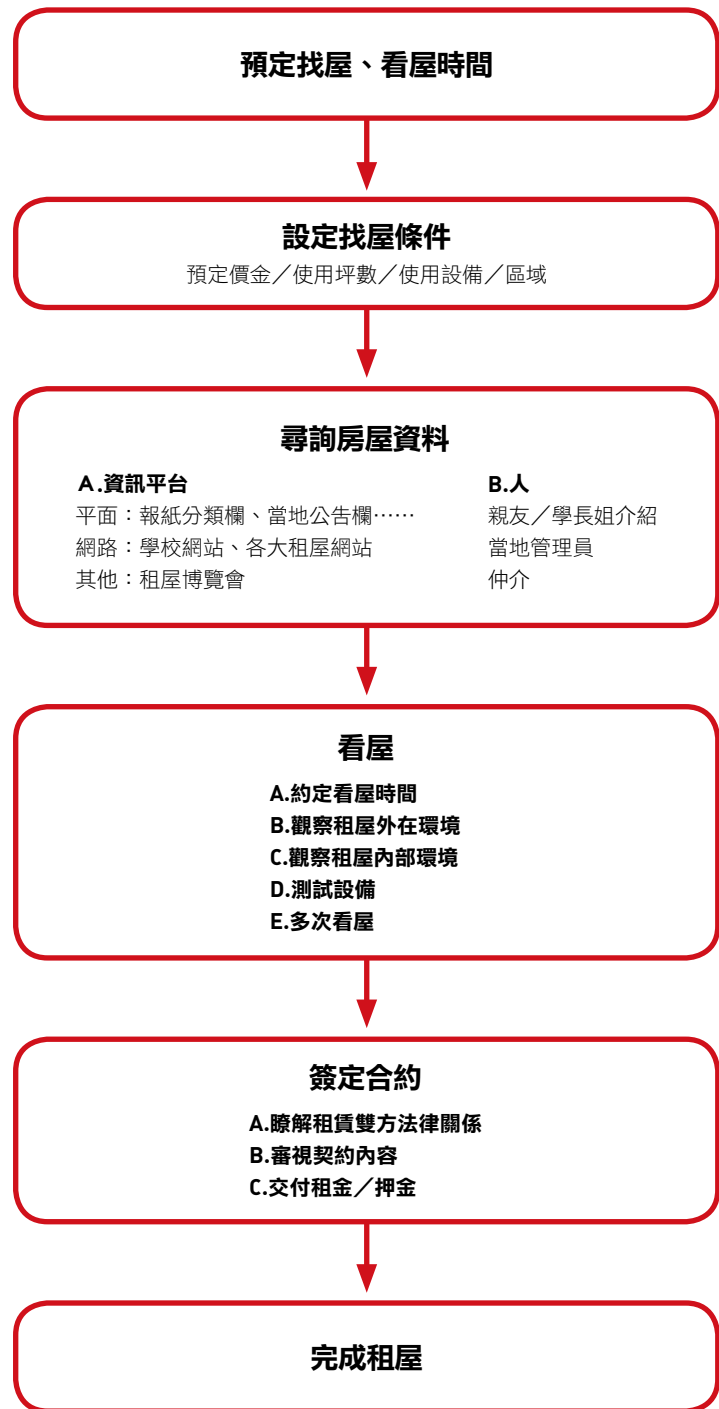 預定找屋、看屋時間
設定找屋條件
預定價金／使用坪數／使用設備／區域
尋詢房屋資料
A.資訊平台
平面：報紙分類欄、當地公告欄……
網路：學校網站、各大租屋網站
其他：租屋博覽會
B.人
親友／學長姐介紹
當地管理員
仲介
看屋
A.約定看屋時間
B.觀察租屋外在環境
C.觀察租屋內部環境
D.測試設備
E.多次看屋
簽定合約
A.瞭解租賃雙方法律關係
B.審視契約內容
C.交付租金／押金
完成租屋